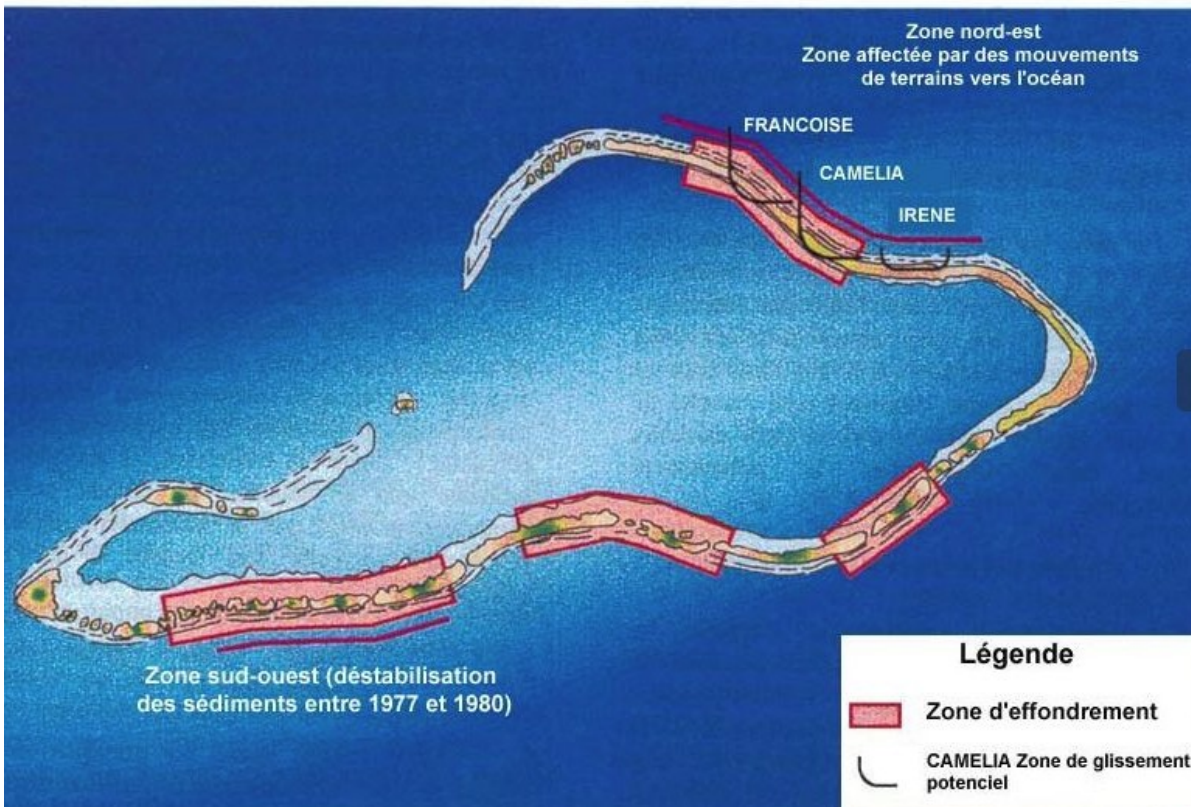 Zone nord-est
Zone affectée par des mouvements
de terrains vers l'océan
FRANCOISE
CAMELIA
IRENE
Zone sud-ouest (déstabilisation
des sédiments entre 1977 et 1980)
Légende
Zone d'effondrement
CAMELIA Zone de glissement
potenciel